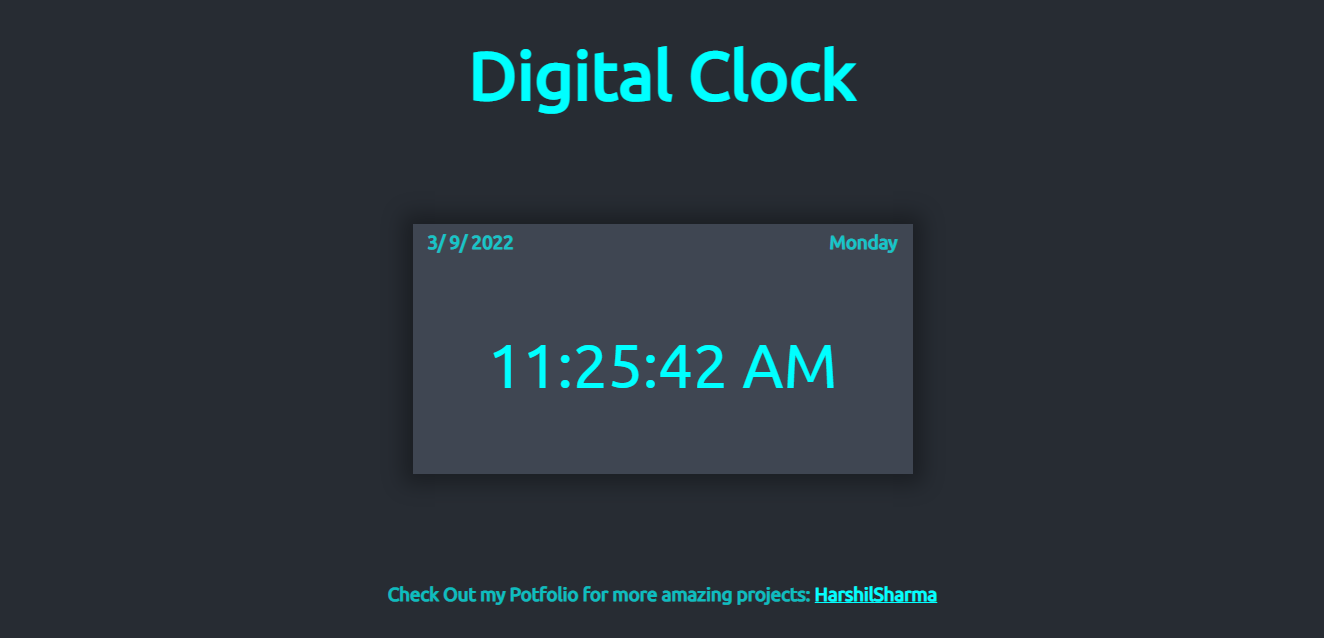 Digital Clock
3/ 9/ 2022 Monday
11:25:42 AM
Check Out my Potfolio for more amazing projects: HarshilSharma